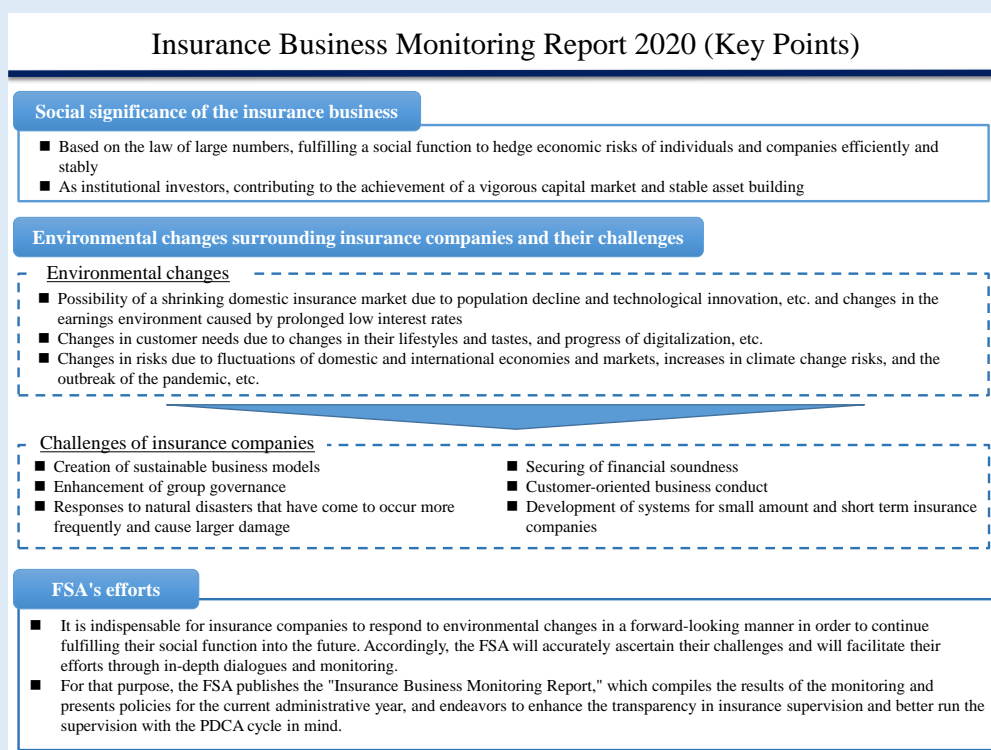 Insurance Business Monitoring Report 2020 (Key Points)
Social significance of the insurance business
■ Based on the law of large numbers, fulfilling a social function to hedge economic risks of individuals and companies efficiently and
stably
■ As institutional investors, contributing to the achievement of a vigorous capital market and stable asset building
Environmental changes surrounding insurance companies and their challenges
Environmental changes
■ Possibility of a shrinking domestic insurance market due to population decline and technological innovation, etc. and changes in the
earnings environment caused by prolonged low interest rates
■ Changes in customer needs due to changes in their lifestyles and tastes, and progress of digitalization, etc.
■ Changes in risks due to fluctuations of domestic and international economies and markets, increases in climate change risks, and the
outbreak of the pandemic, etc.
Challenges of insurance companies
■ Creation of sustainable business models
■ Enhancement of group governance
■ Responses to natural disasters that have come to occur more
frequently and cause larger damage
■ Securing of financial soundness
■ Customer-oriented business conduct
■ Development of systems for small amount and short term insurance
companies
FSA's efforts
■ It is indispensable for insurance companies to respond to environmental changes in a forward-looking manner in order to continue
fulfilling their social function into the future. Accordingly, the FSA will accurately ascertain their challenges and will facilitate their
efforts through in-depth dialogues and monitoring.
■ For that purpose, the FSA publishes the "Insurance Business Monitoring Report," which compiles the results of the monitoring and
presents policies for the current administrative year, and endeavors to enhance the transparency in insurance supervision and better run the
supervision with the PDCA cycle in mind.